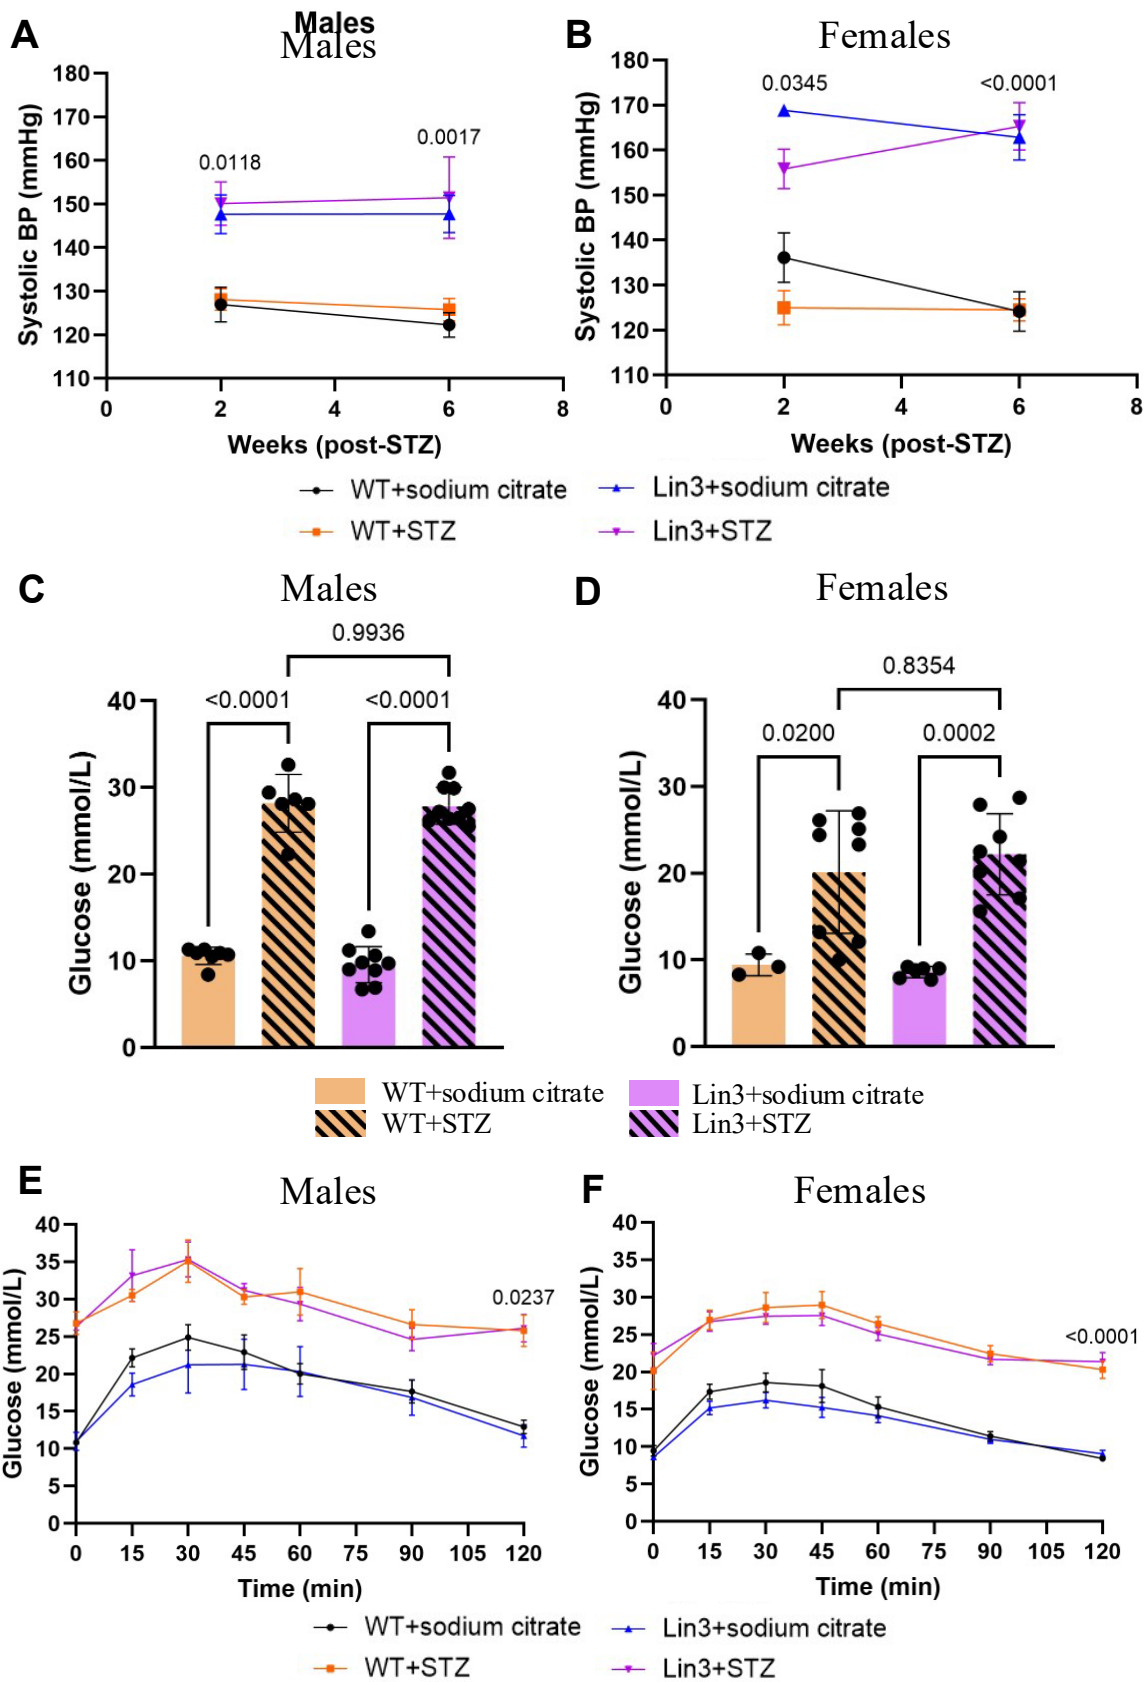 A
Males
Males
180
170
160
150
140
130
120
110
Systolic BP (mmHg)
0.0118
0.0017
0
2
4
6
8
Weeks (post-STZ)
B
Females
180
170
160
150
140
130
120
110
Systolic BP (mmHg)
0.0345
<0.0001
0
2
4
6
8
Weeks (post-STZ)
WT+sodium citrate
Lin3+sodium citrate
WT+STZ
Lin3+STZ
C
Males
0.9936
<0.0001
<0.0001
40
30
20
10
0
Glucose (mmol/L)
D
Females
0.8354
0.0200
0.0002
40
30
20
10
0
Glucose (mmol/L)
WT+sodium citrate
Lin3+sodium citrate
WT+STZ
Lin3+STZ
E
Males
40
35
30
25
20
15
10
5
0
Glucose (mmol/L)
0.0237
0
15
30
45
60
75
90
105
120
Time (min)
F
Females
40
35
30
25
20
15
10
5
0
Glucose (mmol/L)
<0.0001
0
15
30
45
60
75
90
105
120
Time (min)
WT+sodium citrate
Lin3+sodium citrate
WT+STZ
Lin3+STZ